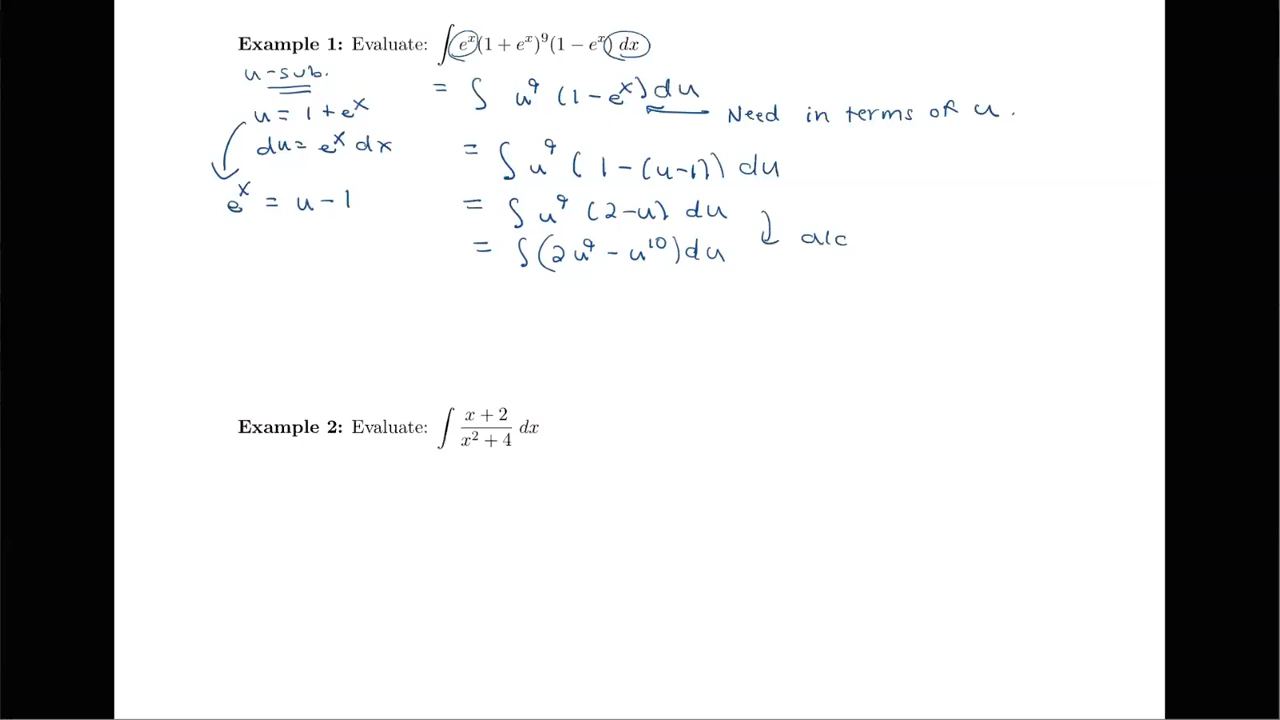 Example 1: Evaluate: ∫ e^x(1 + e^x)^9(1 − e^x) dx
u-sub.
= ∫ u^9 (1-e^x) du
Need in terms of u.
u = 1 + e^x
du = e^x dx
= ∫ u^9 (1-(u-1)) du
e^x = u - 1
= ∫ u^9 (2-u) du
alc
= ∫ (2u^9 - u^10) du
Example 2: Evaluate: ∫ (x + 2)/(x^2 + 4) dx